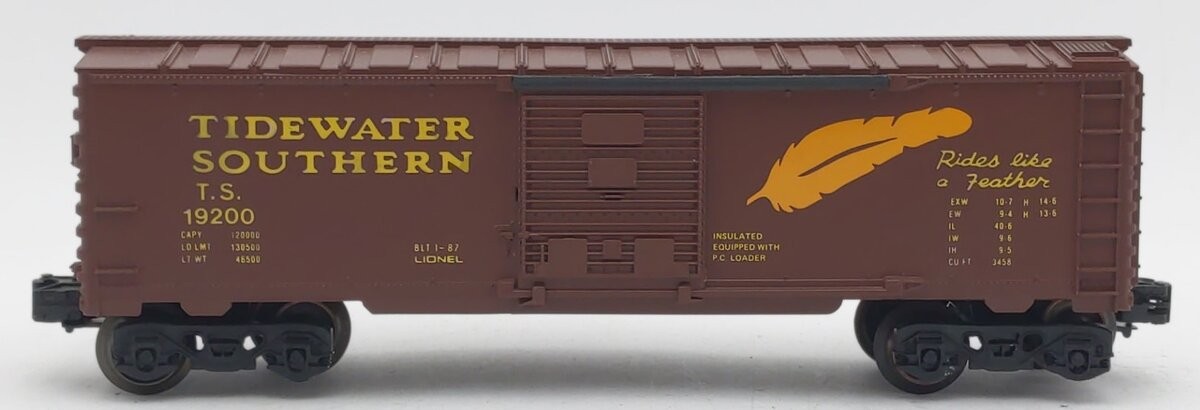 TIDEWATER
SOUTHERN
T.S.
19200
CAPY 120000
LD LMT 130500
LT WT 46500
BLT 1-87
LIONEL
INSULATED
EQUIPPED WITH
P.C. LOADER
Rides like
a Feather
EXW 10-7 H 14-6
EW 9-4 H 13-6
IL 40-6
IW 9-6
IH 9-5
CU FT 3458